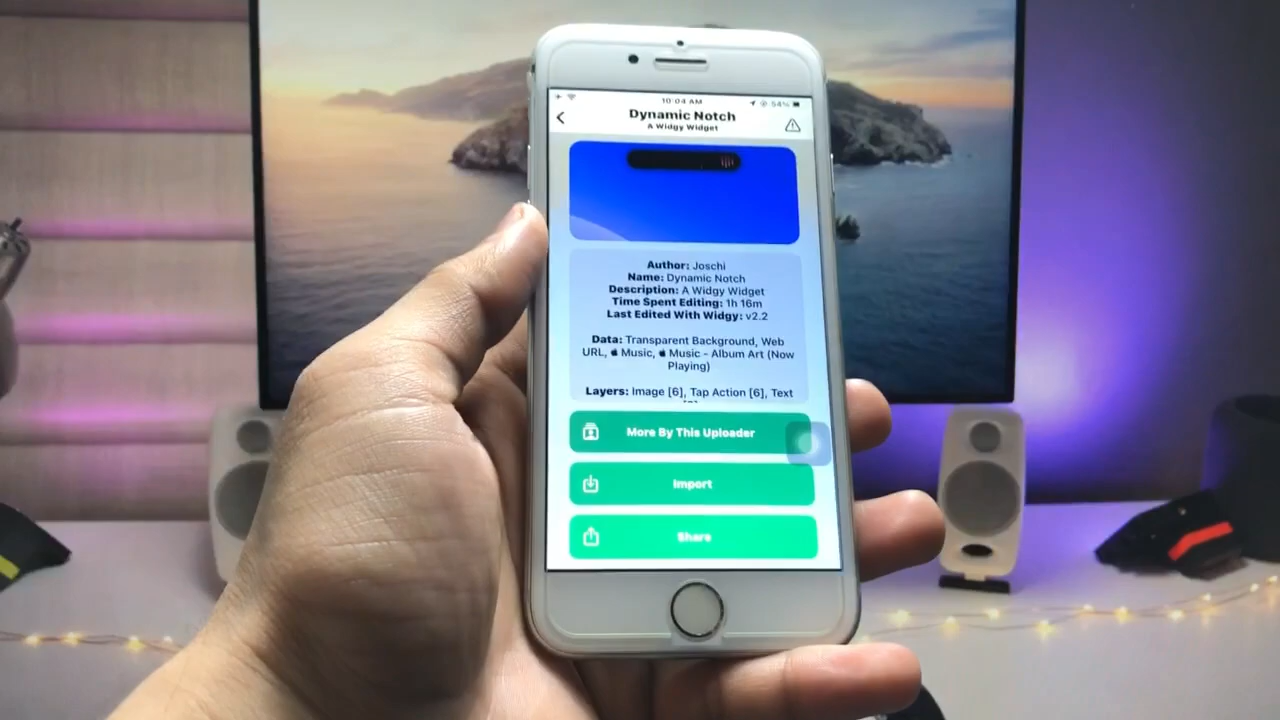 10:04 AM
54%
Dynamic Notch
A Widgy Widget
Author: Joschi
Name: Dynamic Notch
Description: A Widgy Widget
Time Spent Editing: 1h 16m
Last Edited With Widgy: v2.2
Data: Transparent Background, Web
URL,  Music,  Music - Album Art (Now
Playing)
Layers: Image [6], Tap Action [6], Text
More By This Uploader
Import
Share